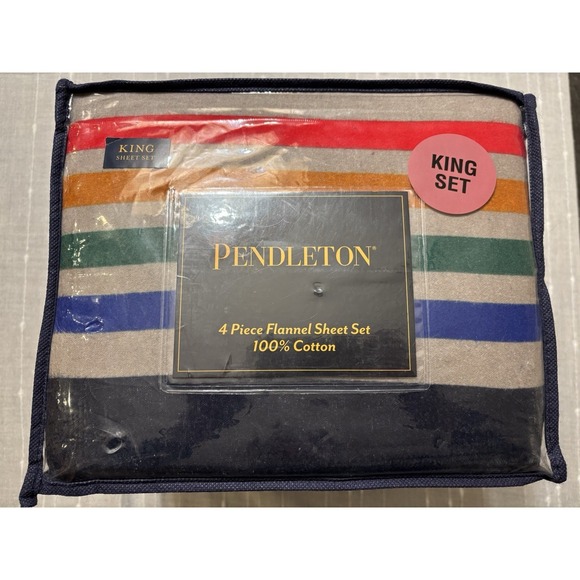 KING
SHEET SET
KING
SET
PENDLETON®
4 Piece Flannel Sheet Set
100% Cotton